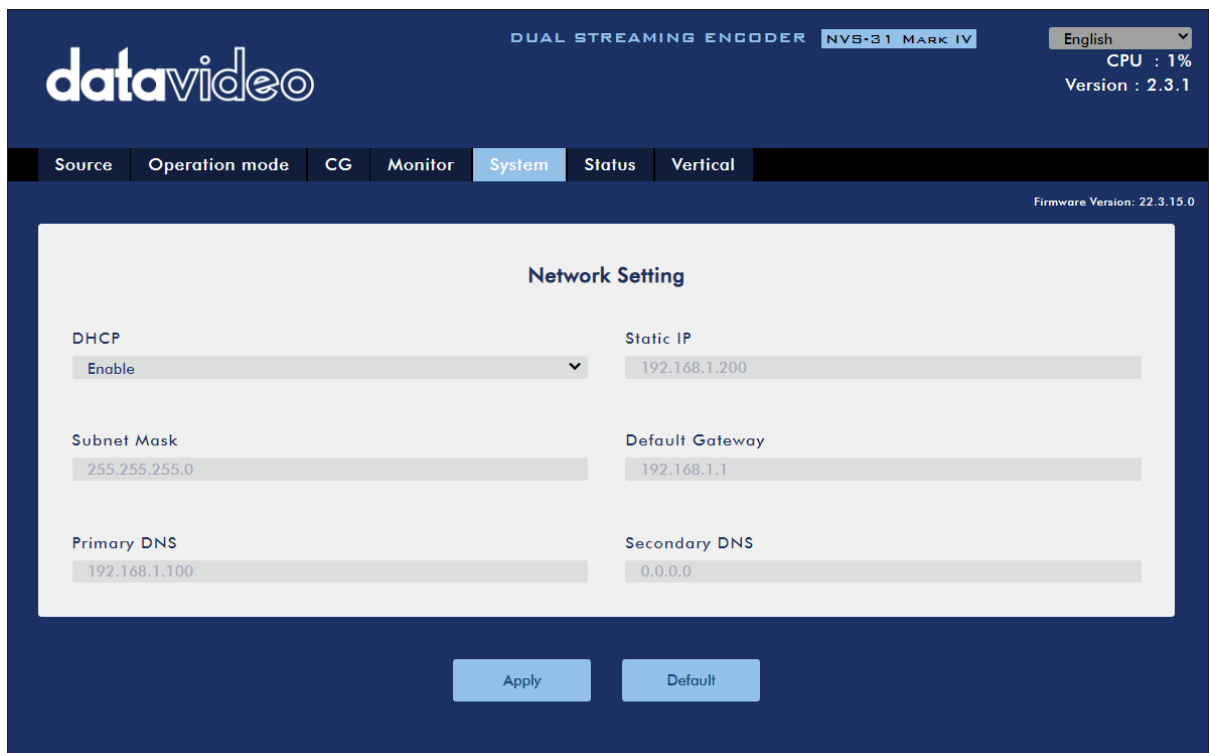 DUAL STREAMING ENCODER NVS-31 MARK IV
English
CPU : 1%
datavideo
Version : 2.3.1
Source Operation mode CG Monitor System Status Vertical
Firmware Version: 22.3.15.0
Network Setting
DHCP Static IP
Enable 192.168.1.200
Subnet Mask Default Gateway
255.255.255.0 192.168.1.1
Primary DNS Secondary DNS
192.168.1.100 0.0.0.0
Apply Default